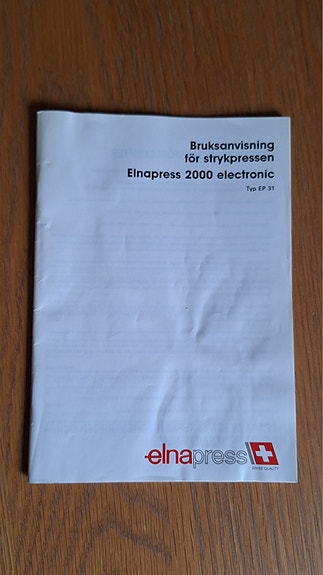 Bruksanvisning
för strykpressen
Elnapress 2000 electronic
Typ EP 31
elnapress
SWISS QUALITY